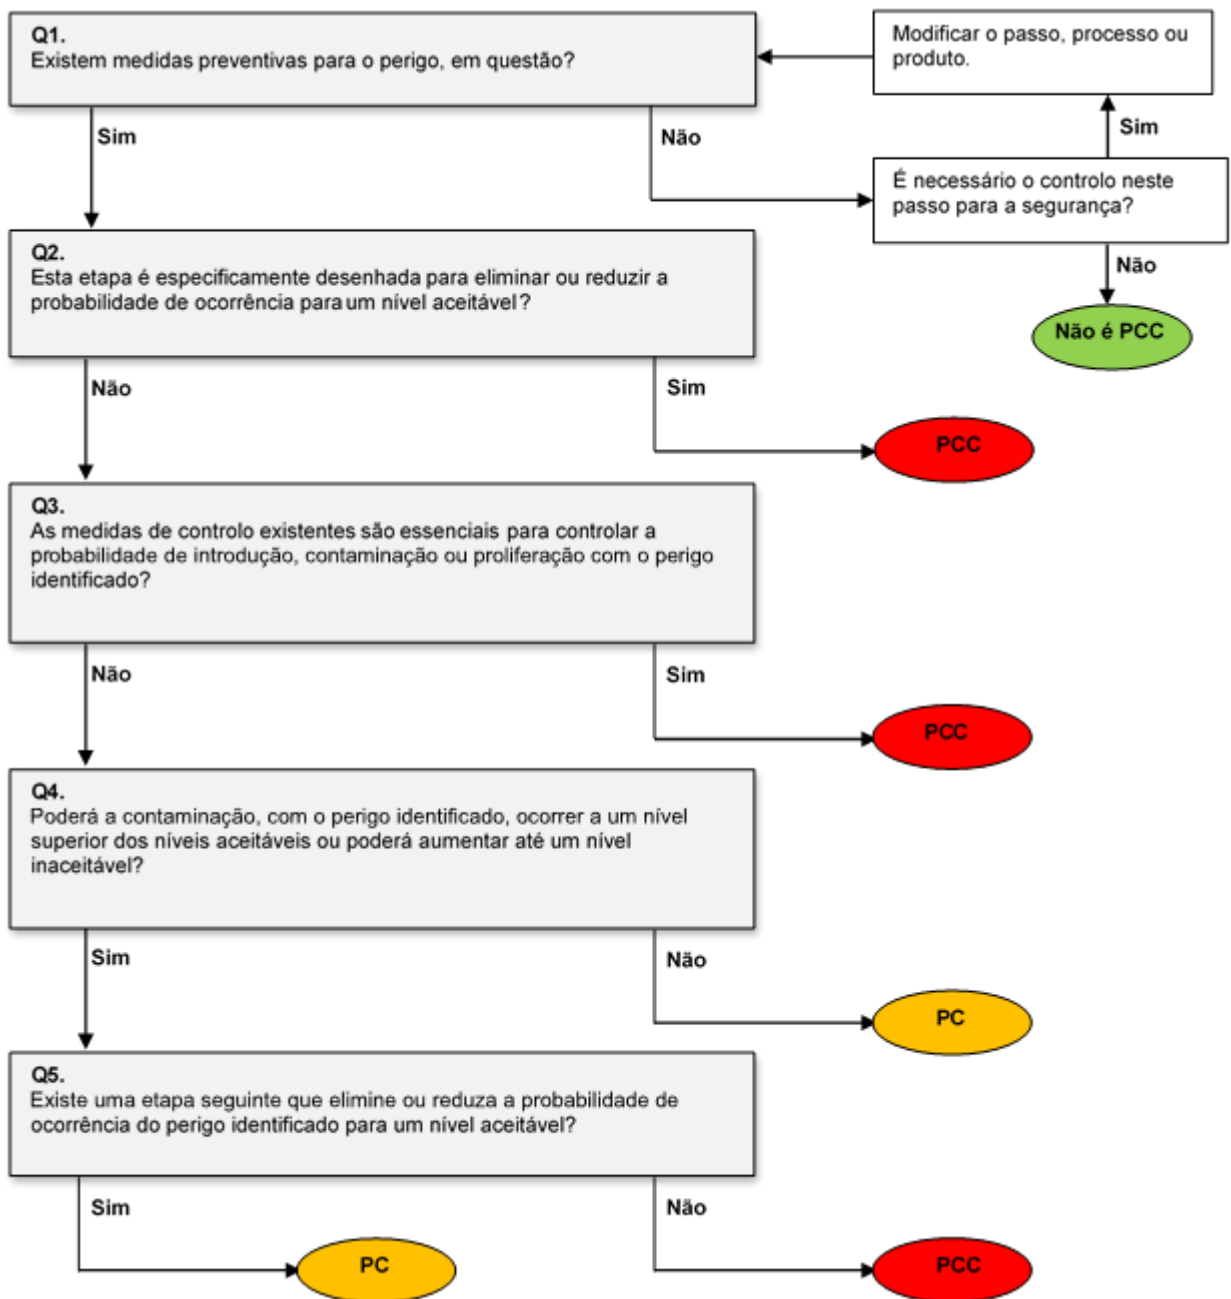 Q1.
Existem medidas preventivas para o perigo, em questão?
Modificar o passo, processo ou
produto.
Sim
Não
Sim
É necessário o controlo neste
passo para a segurança?
Não
Não é PCC
Q2.
Esta etapa é especificamente desenhada para eliminar ou reduzir a
probabilidade de ocorrência para um nível aceitável?
Não
Sim
PCC
Q3.
As medidas de controlo existentes são essenciais para controlar a
probabilidade de introdução, contaminação ou proliferação com o perigo
identificado?
Não
Sim
PCC
Q4.
Poderá a contaminação, com o perigo identificado, ocorrer a um nível
superior dos níveis aceitáveis ou poderá aumentar até um nível
inaceitável?
Sim
Não
PC
Q5.
Existe uma etapa seguinte que elimine ou reduza a probabilidade de
ocorrência do perigo identificado para um nível aceitável?
Sim
Não
PC
PCC